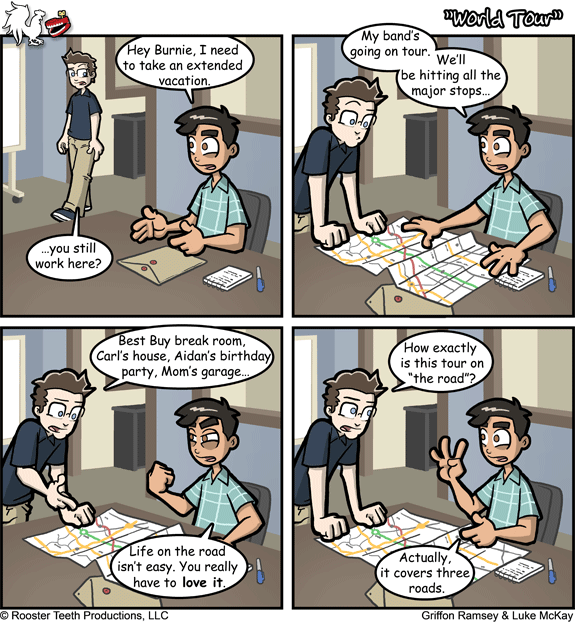 "World Tour"
Hey Burnie, I need
to take an extended
vacation.
...you still
work here?
My band's
going on tour.
We'll
be hitting all the
major stops...
Best Buy break room,
Carl's house, Aidan's birthday
party, Mom's garage...
Life on the road
isn't easy. You really
have to love it.
How exactly
is this tour on
"the road"?
Actually,
it covers three
roads.
© Rooster Teeth Productions, LLC
Griffon Ramsey & Luke McKay